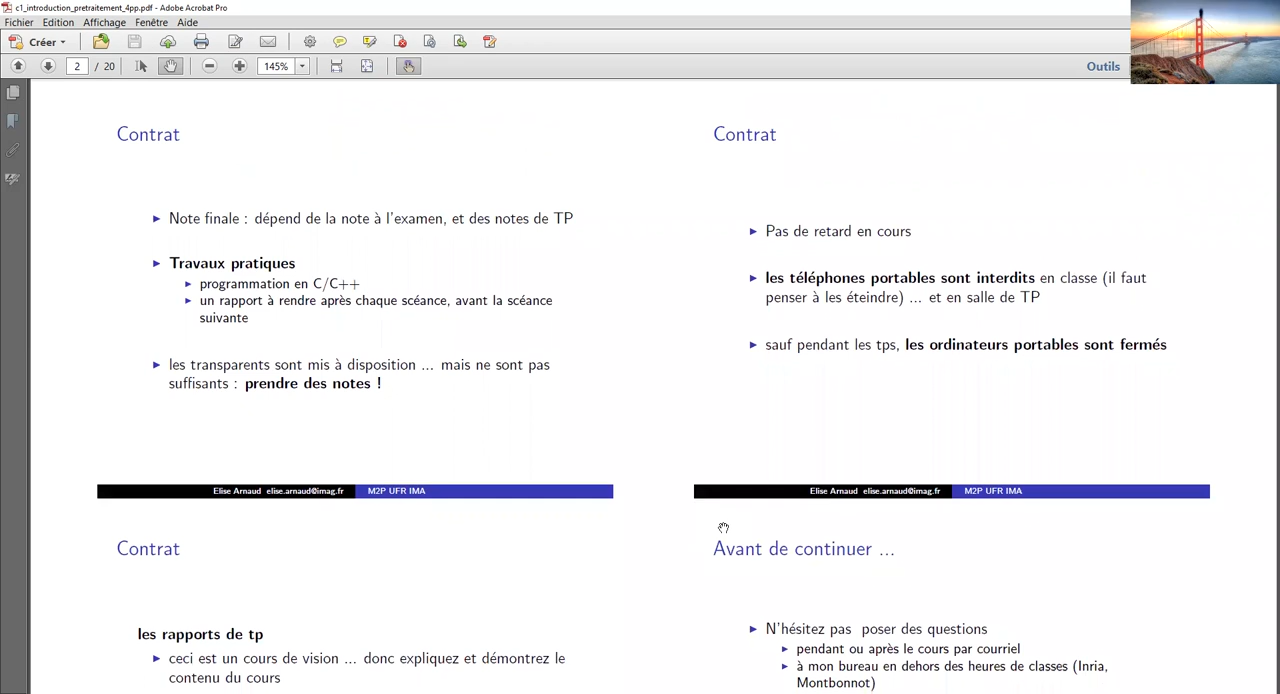 c1_introduction_pretraitement_4pp.pdf - Adobe Acrobat Pro
Fichier Edition Affichage Fenêtre Aide
Créer
2 / 20 145% Outils
Contrat
Note finale : dépend de la note à l'examen, et des notes de TP
Travaux pratiques
programmation en C/C++
un rapport à rendre après chaque scéance, avant la scéance
suivante
les transparents sont mis à disposition ... mais ne sont pas
suffisants : prendre des notes !
Elise Arnaud elise.arnaud@imag.fr M2P UFR IMA
Contrat
Pas de retard en cours
les téléphones portables sont interdits en classe (il faut
penser à les éteindre) ... et en salle de TP
sauf pendant les tps, les ordinateurs portables sont fermés
Elise Arnaud elise.arnaud@imag.fr M2P UFR IMA
Contrat
les rapports de tp
ceci est un cours de vision ... donc expliquez et démontrez le
contenu du cours
Avant de continuer ...
N'hésitez pas poser des questions
pendant ou après le cours par courriel
à mon bureau en dehors des heures de classes (Inria,
Montbonnot)